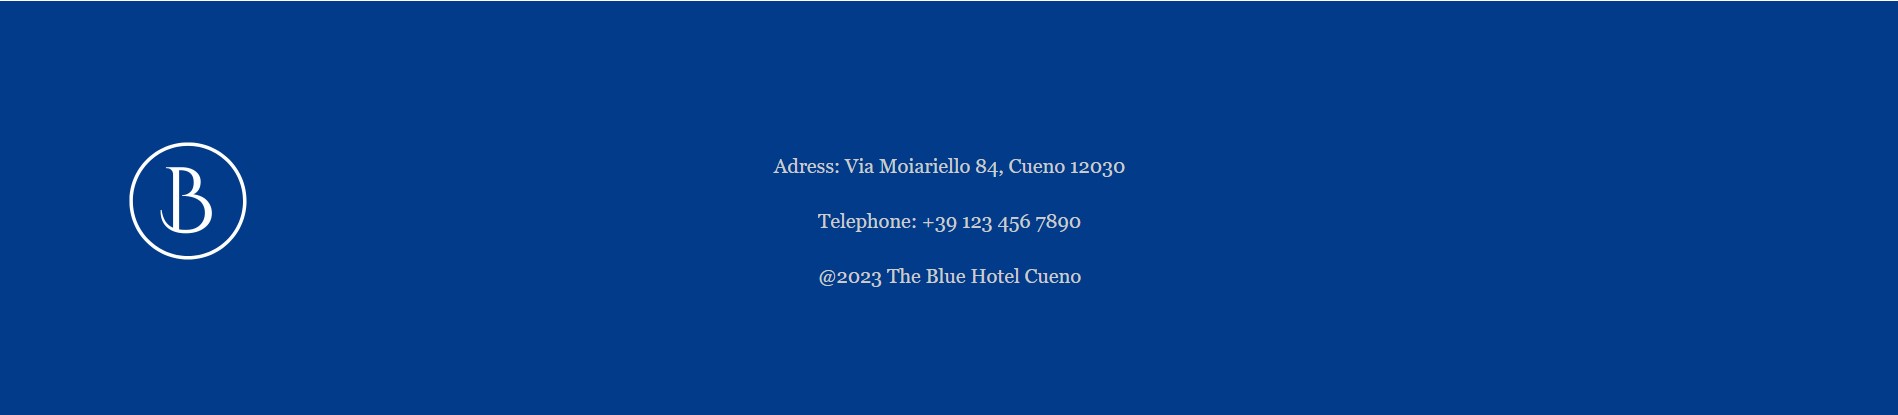 B
Adress: Via Moiariello 84, Cueno 12030
Telephone: +39 123 456 7890
@2023 The Blue Hotel Cueno